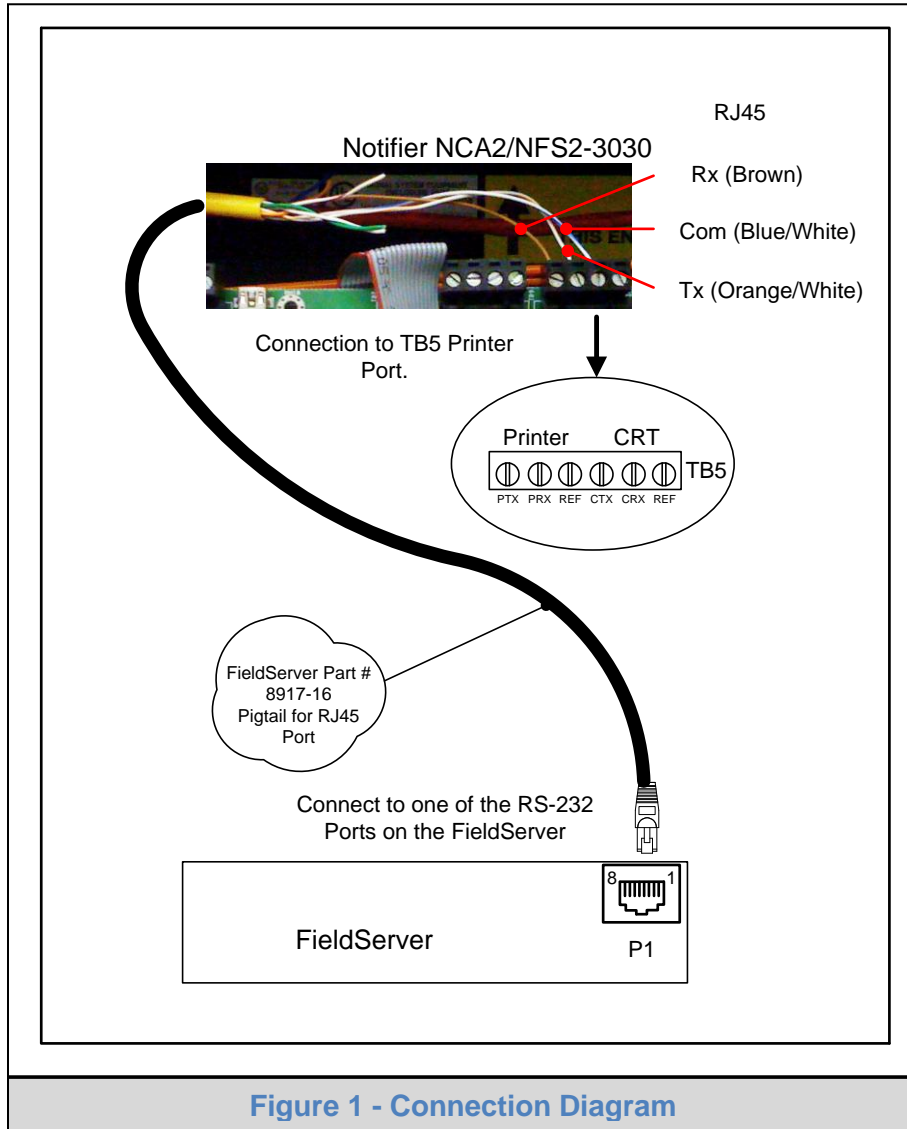 RJ45
Notifier NCA2/NFS2-3030
Rx (Brown)
Com (Blue/White)
Tx (Orange/White)
HIS EN
Connection to TB5 Printer
Port.
Printer CRT
TB5
PTX PRX REF CTX CRX REF
FieldServer Part #
8917-16
Pigtail for RJ45
Port
Connect to one of the RS-232
Ports on the FieldServer
8 1
FieldServer
P1
Figure 1 - Connection Diagram